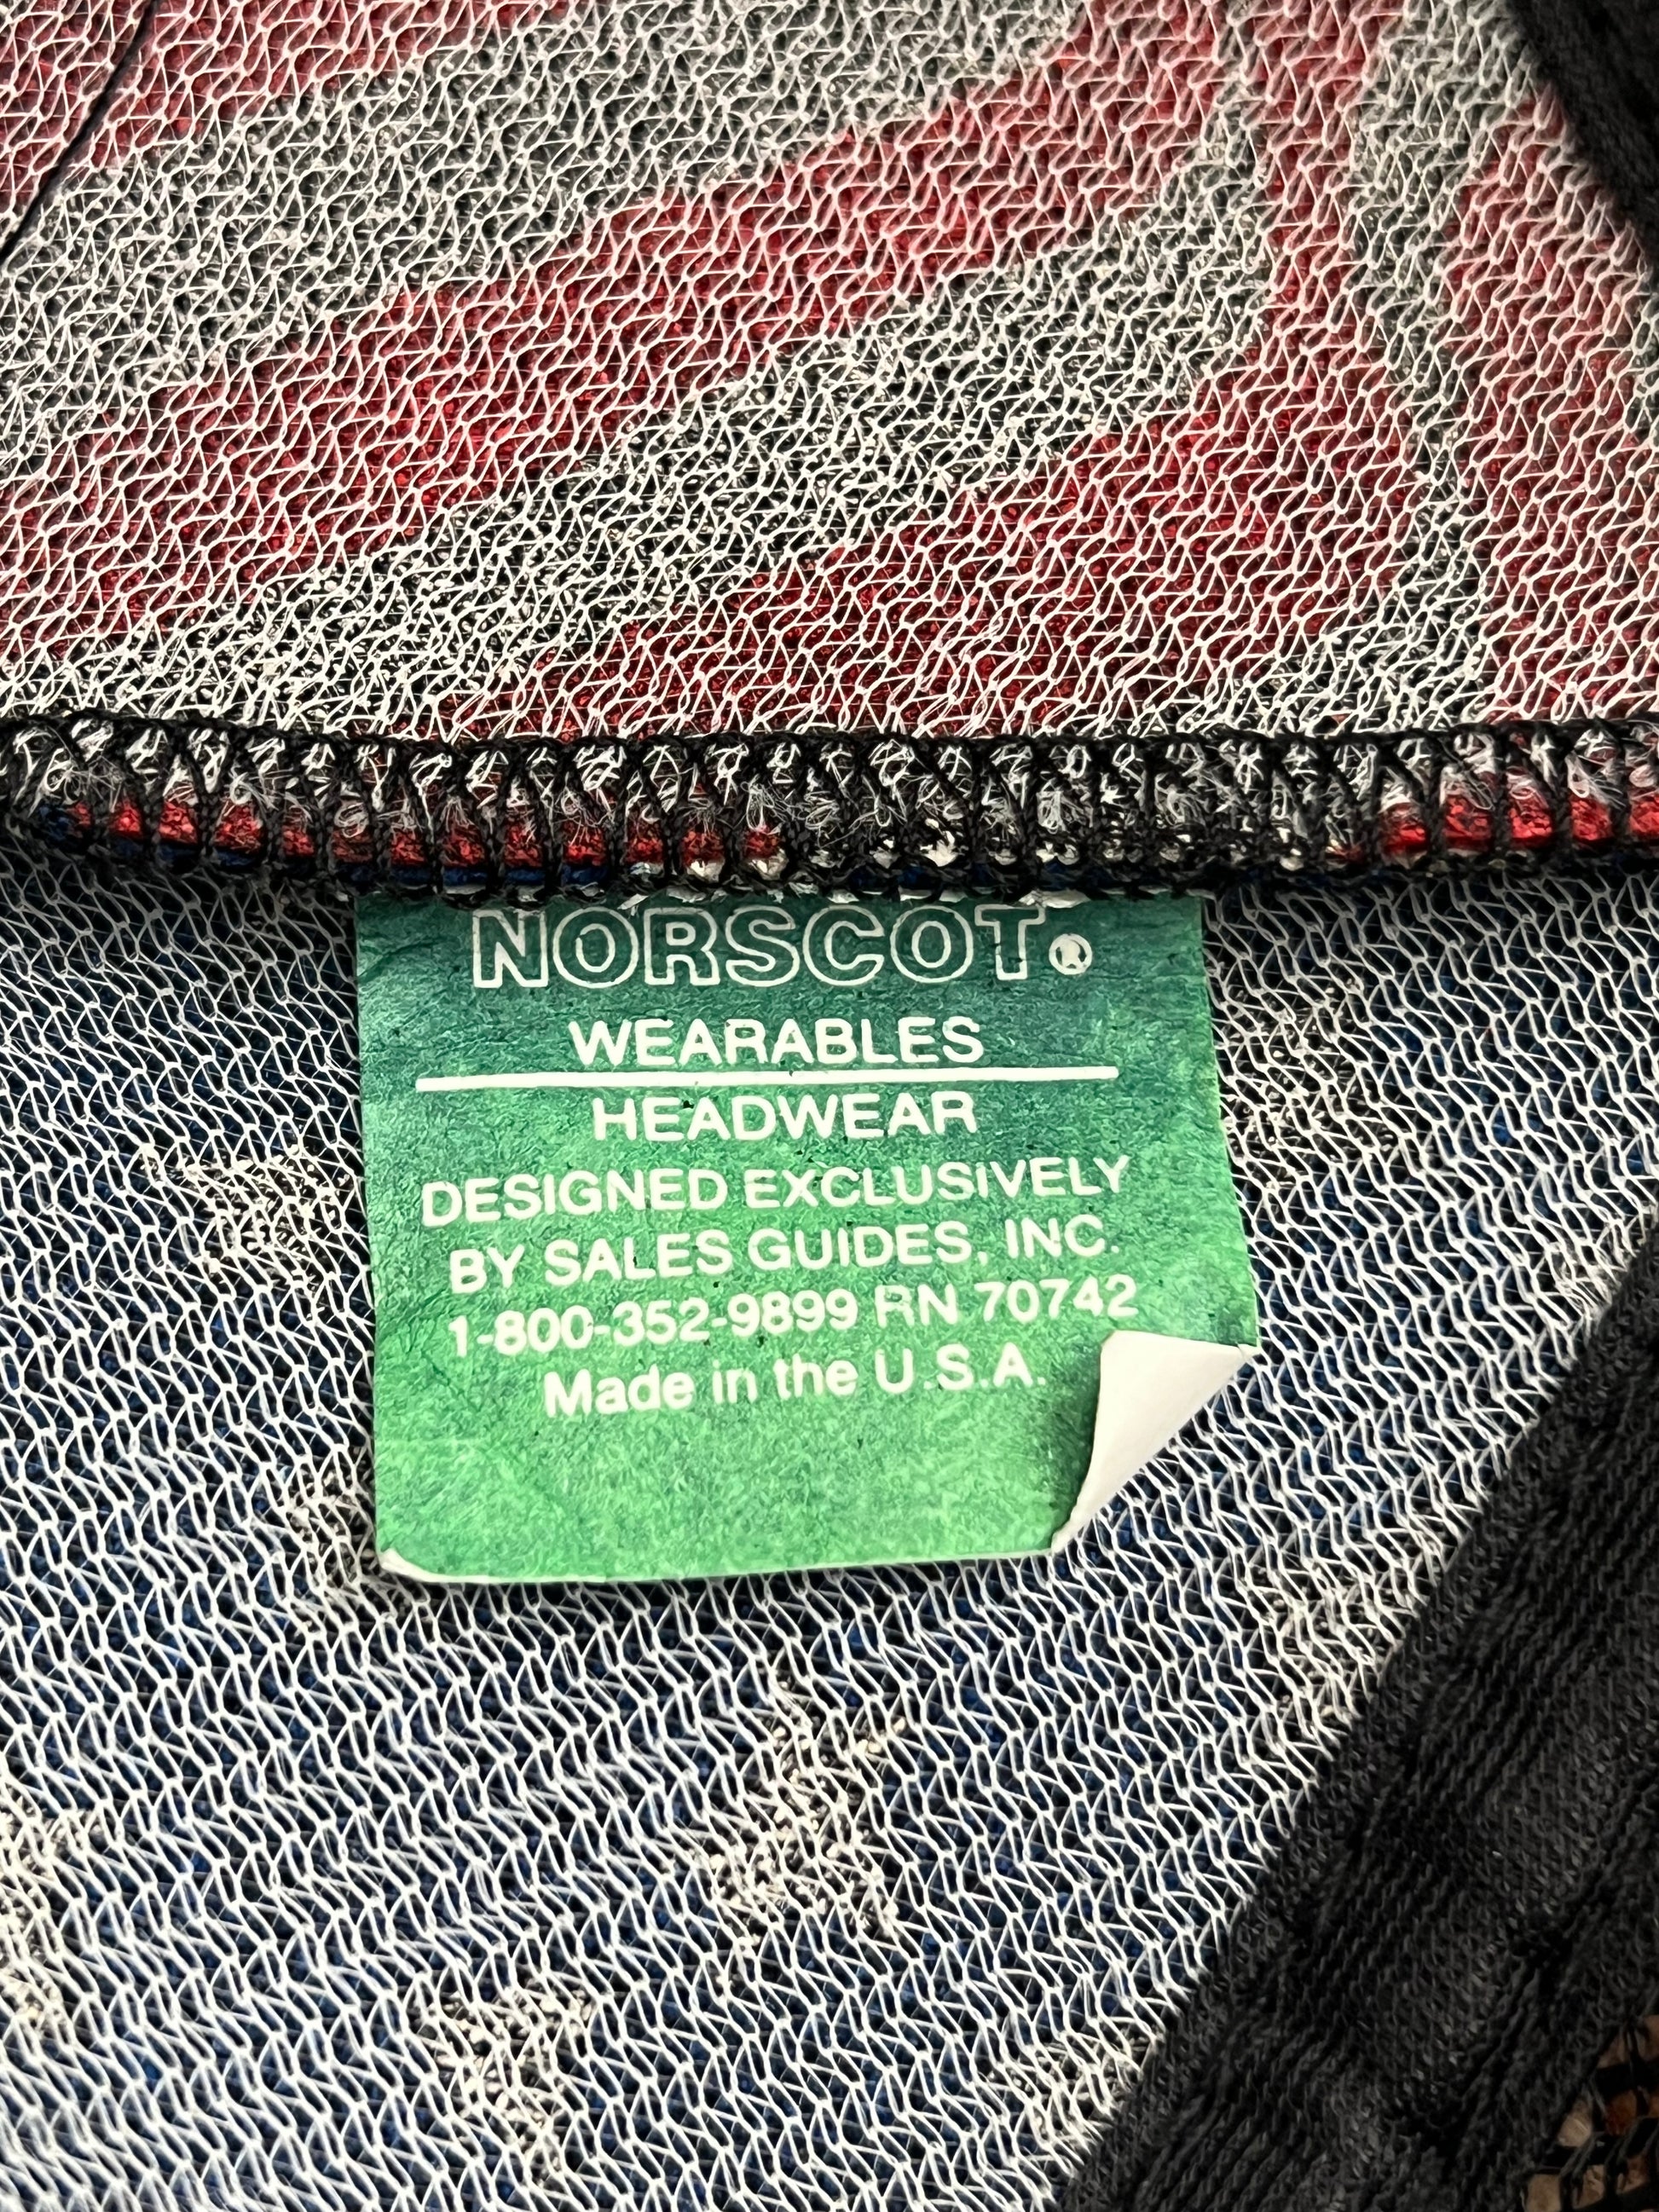 NORSCOT®
WEARABLES
HEADWEAR
DESIGNED EXCLUSIVELY
BY SALES GUIDES, INC.
1-800-352-9899 RN 70742
Made in the U.S.A.